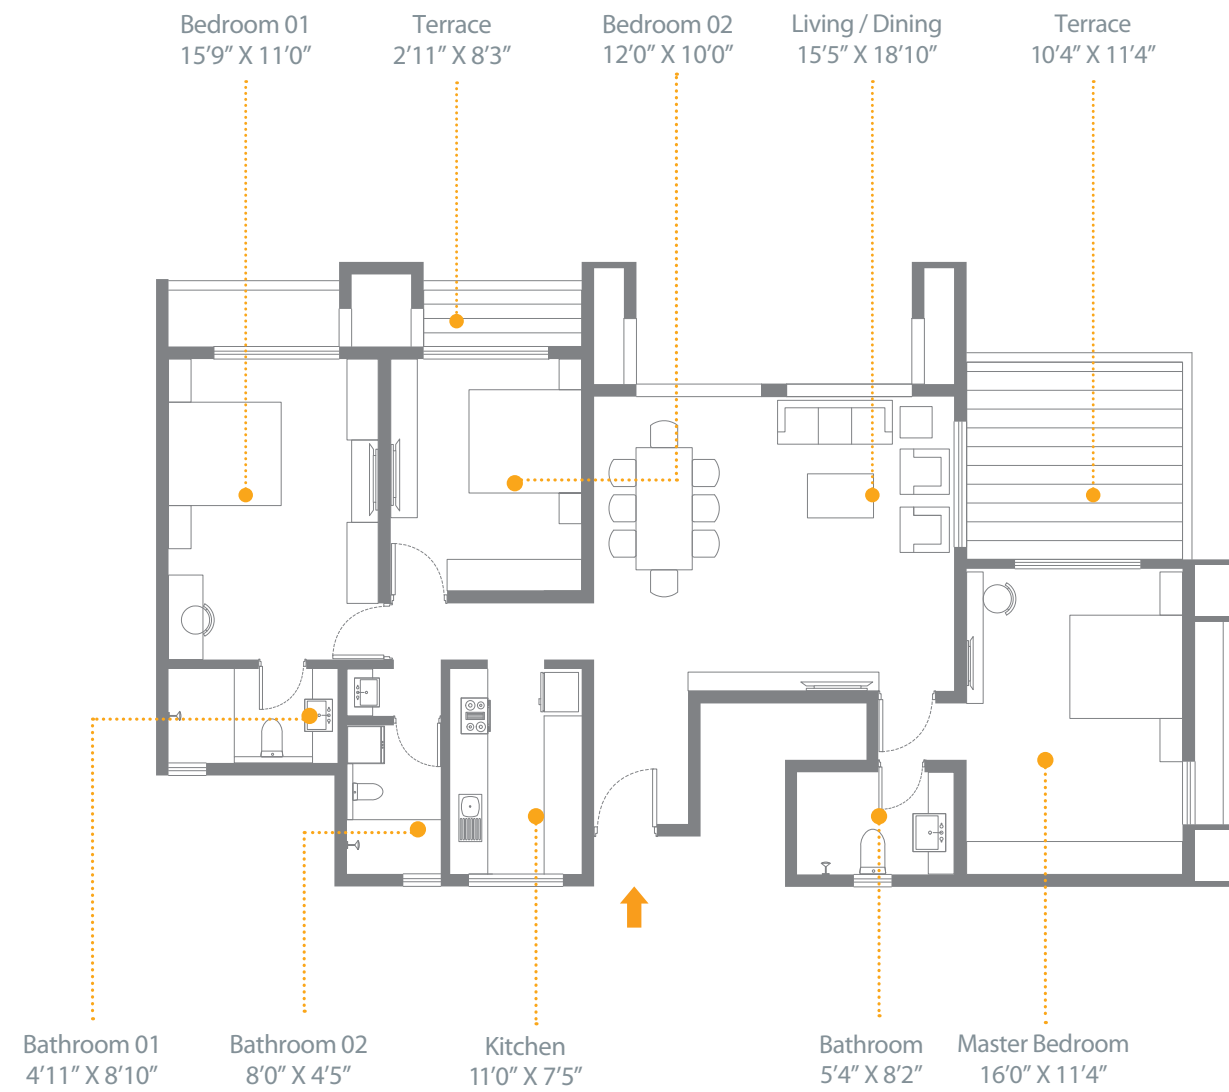 Bedroom 01
15’9” X 11’0”
Terrace
2’11” X 8’3”
Bedroom 02
12’0” X 10’0”
Living / Dining
15’5” X 18’10”
Terrace
10’4” X 11’4”
Bathroom 01
4’11” X 8’10”
Bathroom 02
8’0” X 4’5”
Kitchen
11’0” X 7’5”
Bathroom
5’4” X 8’2”
Master Bedroom
16’0” X 11’4”